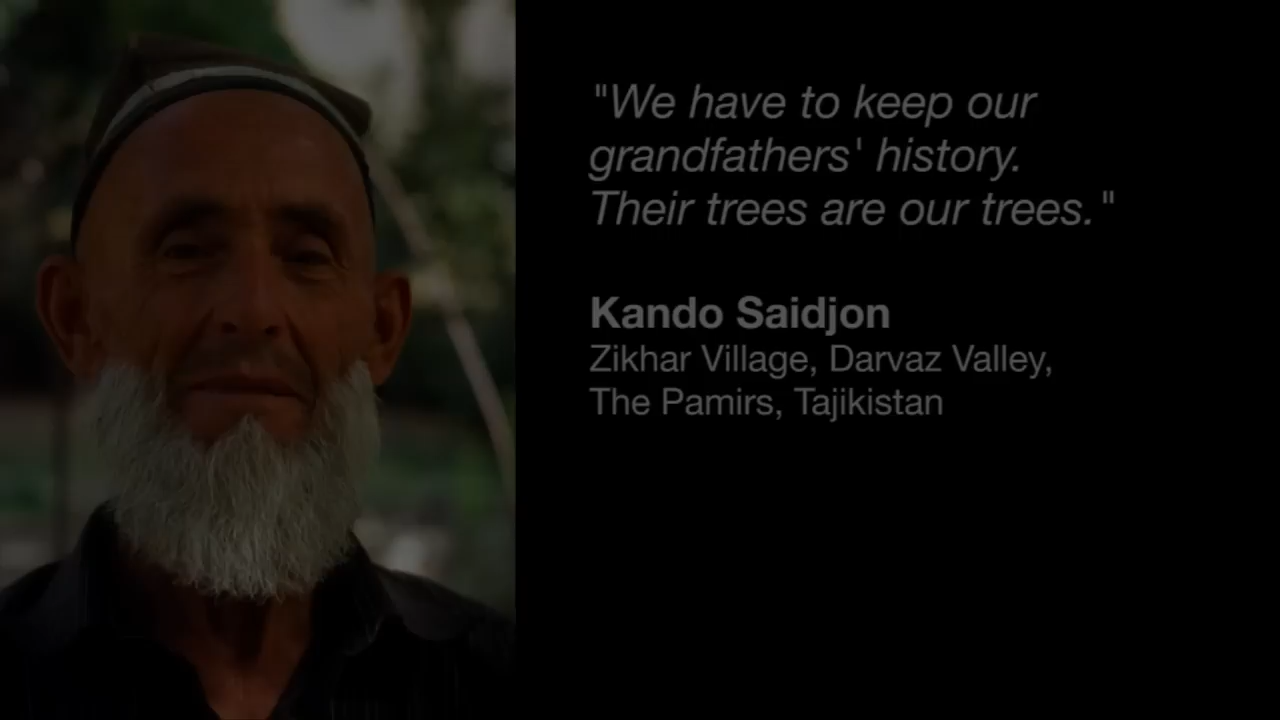 "We have to keep our
grandfathers' history.
Their trees are our trees."
Kando Saidjon
Zikhar Village, Darvaz Valley,
The Pamirs, Tajikistan